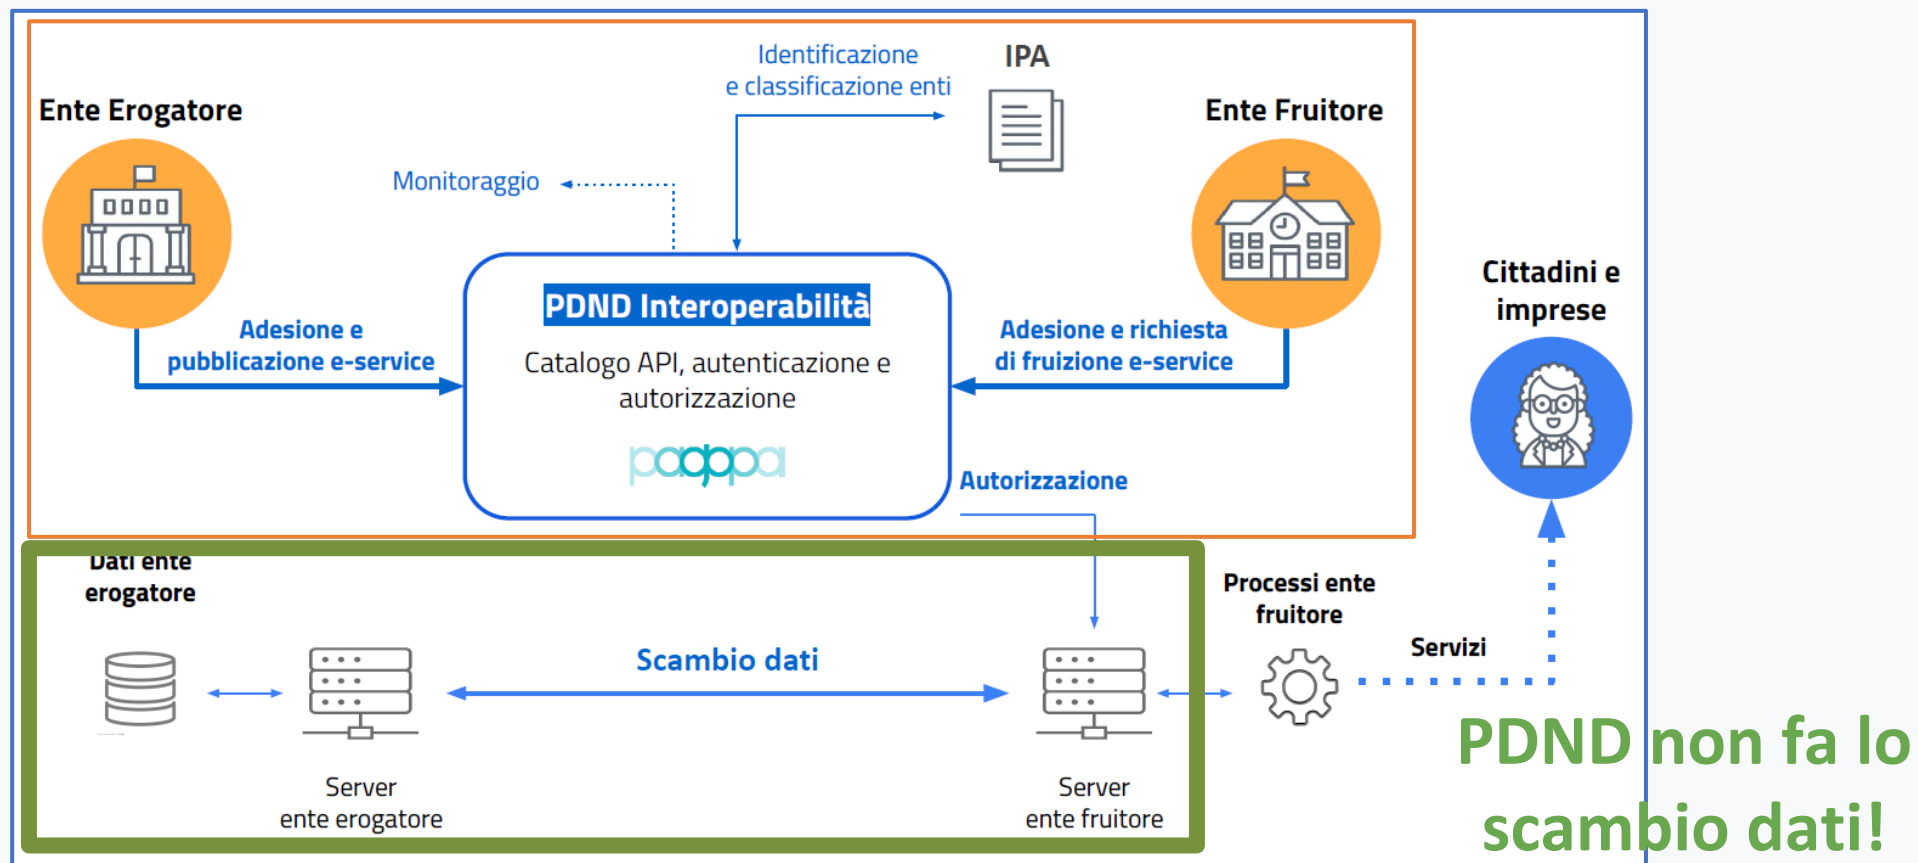 Identificazione
e classificazione enti
IPA
Ente Erogatore
Ente Fruitore
Monitoraggio
Cittadini e
imprese
PDND Interoperabilità
Catalogo API, autenticazione e
autorizzazione
pagopa
Adesione e
pubblicazione e-service
Adesione e richiesta
di fruizione e-service
Autorizzazione
Dati ente
erogatore
Processi ente
fruitore
Scambio dati
Servizi
Server
ente erogatore
Server
ente fruitore
PDND non fa lo
scambio dati!